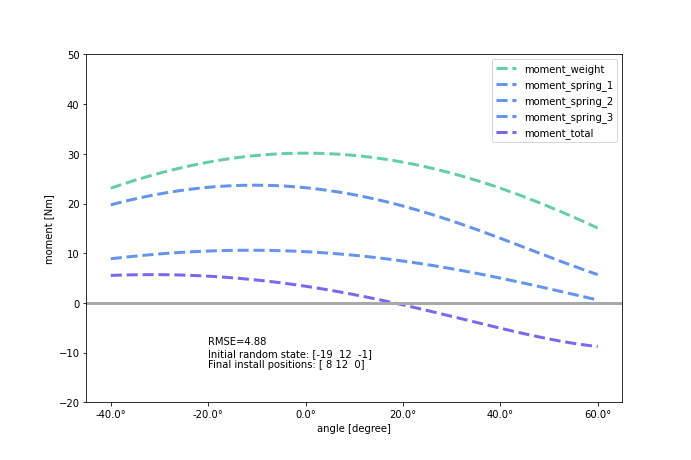 50
40
30
20
10
0
−10
−20
moment [Nm]
moment_weight
moment_spring_1
moment_spring_2
moment_spring_3
moment_total
RMSE=4.88
Initial random state: [-19  12  -1]
Final install positions: [ 8 12  0]
-40.0° -20.0° 0.0° 20.0° 40.0° 60.0°
angle [degree]